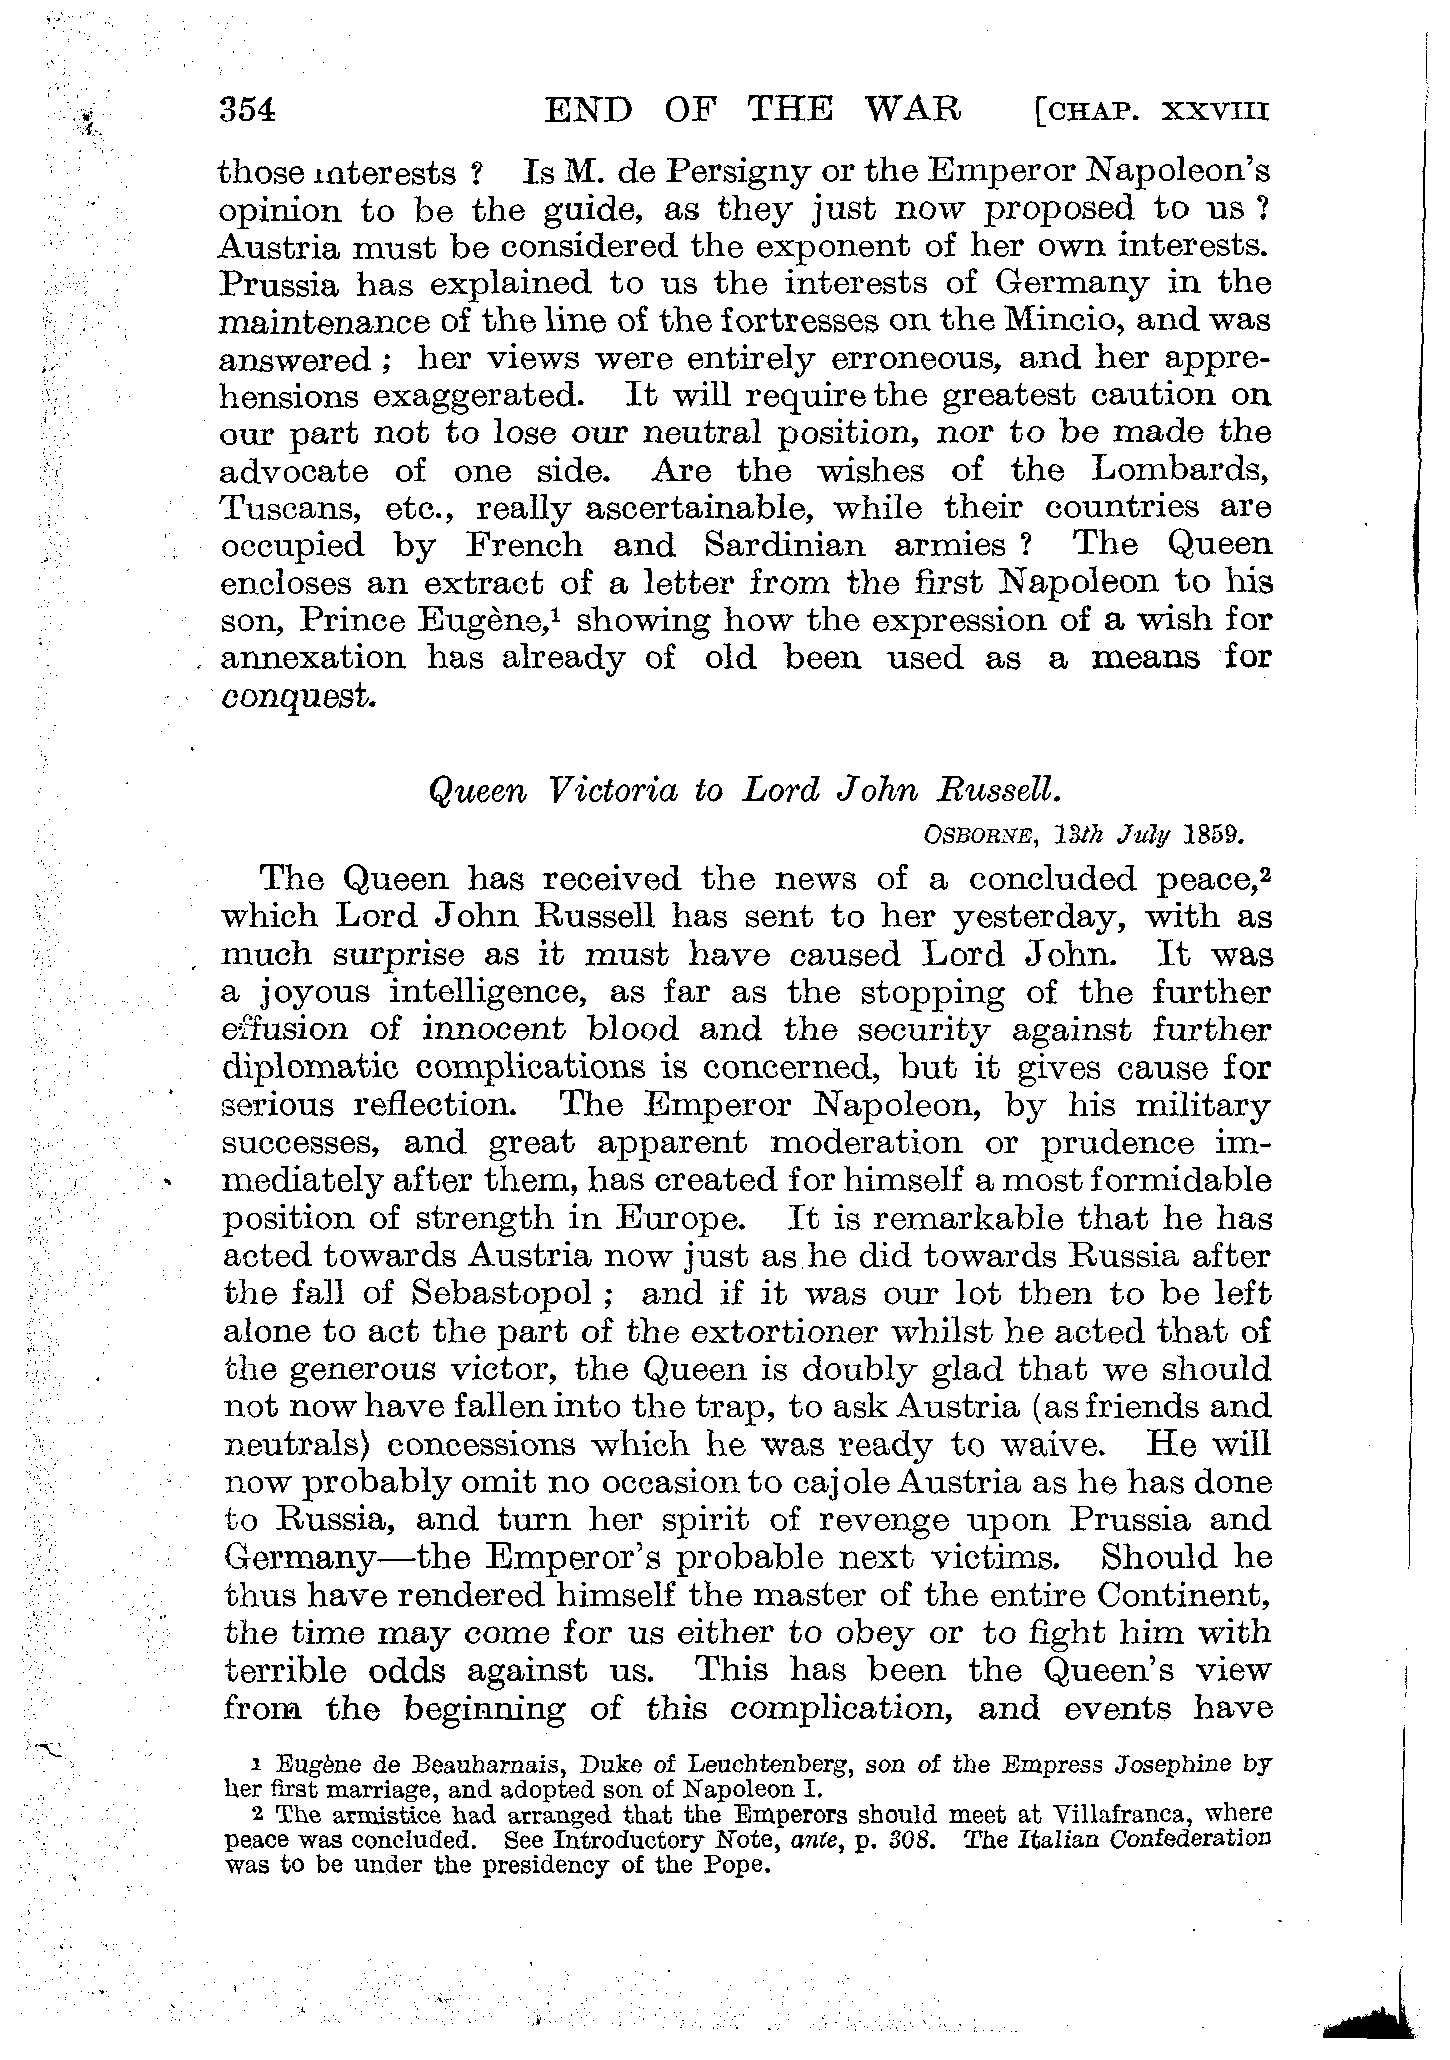 354 END OF THE WAR [CHAP. XXVIII
those interests ? Is M. de Persigny or the Emperor Napoleon's
opinion to be the guide, as they just now proposed to us ?
Austria must be considered the exponent of her own interests.
Prussia has explained to us the interests of Germany in the
maintenance of the line of the fortresses on the Mincio, and was
answered ; her views were entirely erroneous, and her appre-
hensions exaggerated. It will require the greatest caution on
our part not to lose our neutral position, nor to be made the
advocate of one side. Are the wishes of the Lombards,
Tuscans, etc., really ascertainable, while their countries are
occupied by French and Sardinian armies ? The Queen
encloses an extract of a letter from the first Napoleon to his
son, Prince Eugène,¹ showing how the expression of a wish for
annexation has already of old been used as a means for
conquest.
Queen Victoria to Lord John Russell.
OSBORNE, 13th July 1859.
The Queen has received the news of a concluded peace,²
which Lord John Russell has sent to her yesterday, with as
much surprise as it must have caused Lord John. It was
a joyous intelligence, as far as the stopping of the further
effusion of innocent blood and the security against further
diplomatic complications is concerned, but it gives cause for
serious reflection. The Emperor Napoleon, by his military
successes, and great apparent moderation or prudence im-
mediately after them, has created for himself a most formidable
position of strength in Europe. It is remarkable that he has
acted towards Austria now just as he did towards Russia after
the fall of Sebastopol ; and if it was our lot then to be left
alone to act the part of the extortioner whilst he acted that of
the generous victor, the Queen is doubly glad that we should
not now have fallen into the trap, to ask Austria (as friends and
neutrals) concessions which he was ready to waive. He will
now probably omit no occasion to cajole Austria as he has done
to Russia, and turn her spirit of revenge upon Prussia and
Germany—the Emperor's probable next victims. Should he
thus have rendered himself the master of the entire Continent,
the time may come for us either to obey or to fight him with
terrible odds against us. This has been the Queen's view
from the beginning of this complication, and events have
1 Eugène de Beauharnais, Duke of Leuchtenberg, son of the Empress Josephine by
her first marriage, and adopted son of Napoleon I.
2 The armistice had arranged that the Emperors should meet at Villafranca, where
peace was concluded. See Introductory Note, ante, p. 308. The Italian Confederation
was to be under the presidency of the Pope.